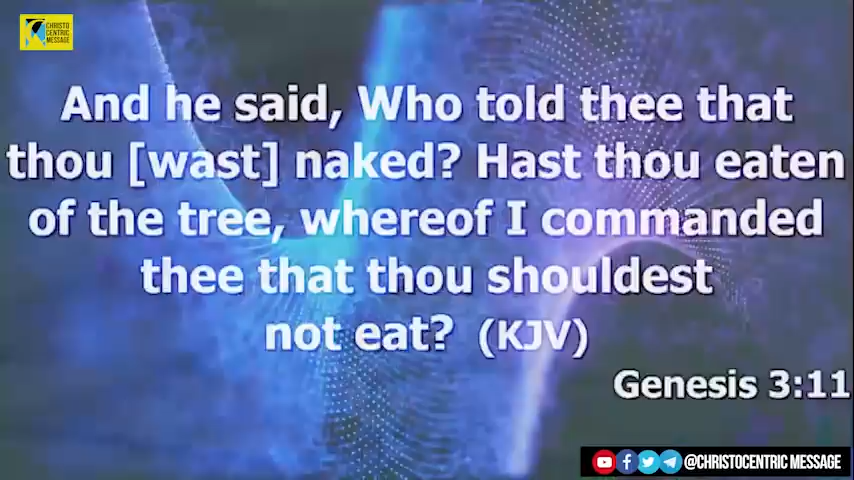 CHRISTO
CENTRIC
MESSAGE
And he said, Who told thee that
thou [wast] naked? Hast thou eaten
of the tree, whereof I commanded
thee that thou shouldest
not eat? (KJV)
Genesis 3:11
@CHRISTOCENTRIC MESSAGE